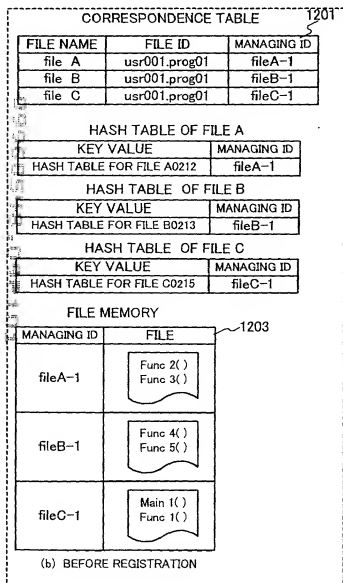 CORRESPONDENCE TABLE
1201
FILE NAME FILE ID MANAGING ID
file A usr001.prog01 fileA-1
file B usr001.prog01 fileB-1
file C usr001.prog01 fileC-1
HASH TABLE OF FILE A
KEY VALUE MANAGING ID
HASH TABLE FOR FILE A0212 fileA-1
HASH TABLE OF FILE B
KEY VALUE MANAGING ID
HASH TABLE FOR FILE B0213 fileB-1
HASH TABLE OF FILE C
KEY VALUE MANAGING ID
HASH TABLE FOR FILE C0215 fileC-1
FILE MEMORY
1203
MANAGING ID FILE
fileA-1
Func 2( )
Func 3( )
fileB-1
Func 4( )
Func 5( )
fileC-1
Main 1( )
Func 1( )
(b) BEFORE REGISTRATION